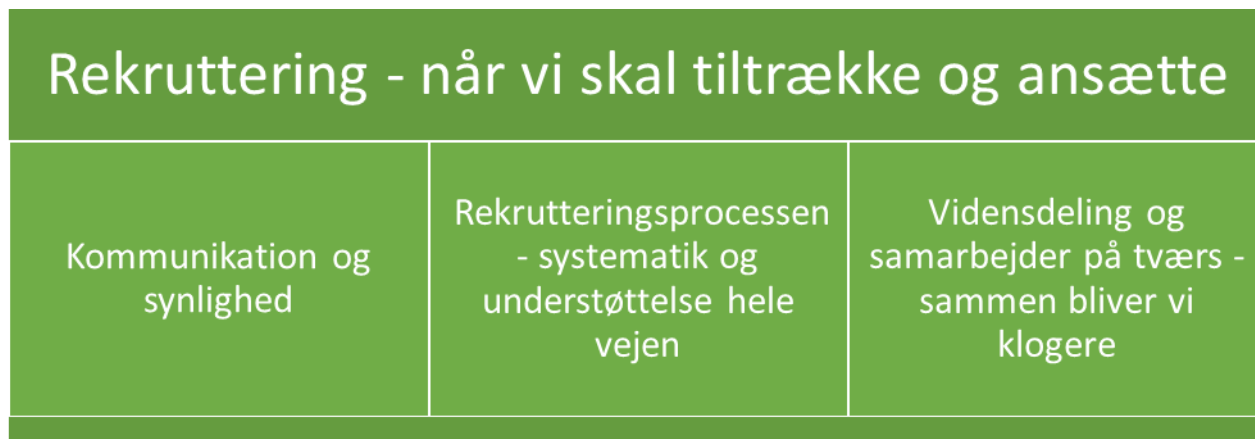 Rekruttering - når vi skal tiltrække og ansætte
Kommunikation og
synlighed
Rekrutteringsprocessen
- systematik og
understøttelse hele
vejen
Vidensdeling og
samarbejder på tværs -
sammen bliver vi
klogere